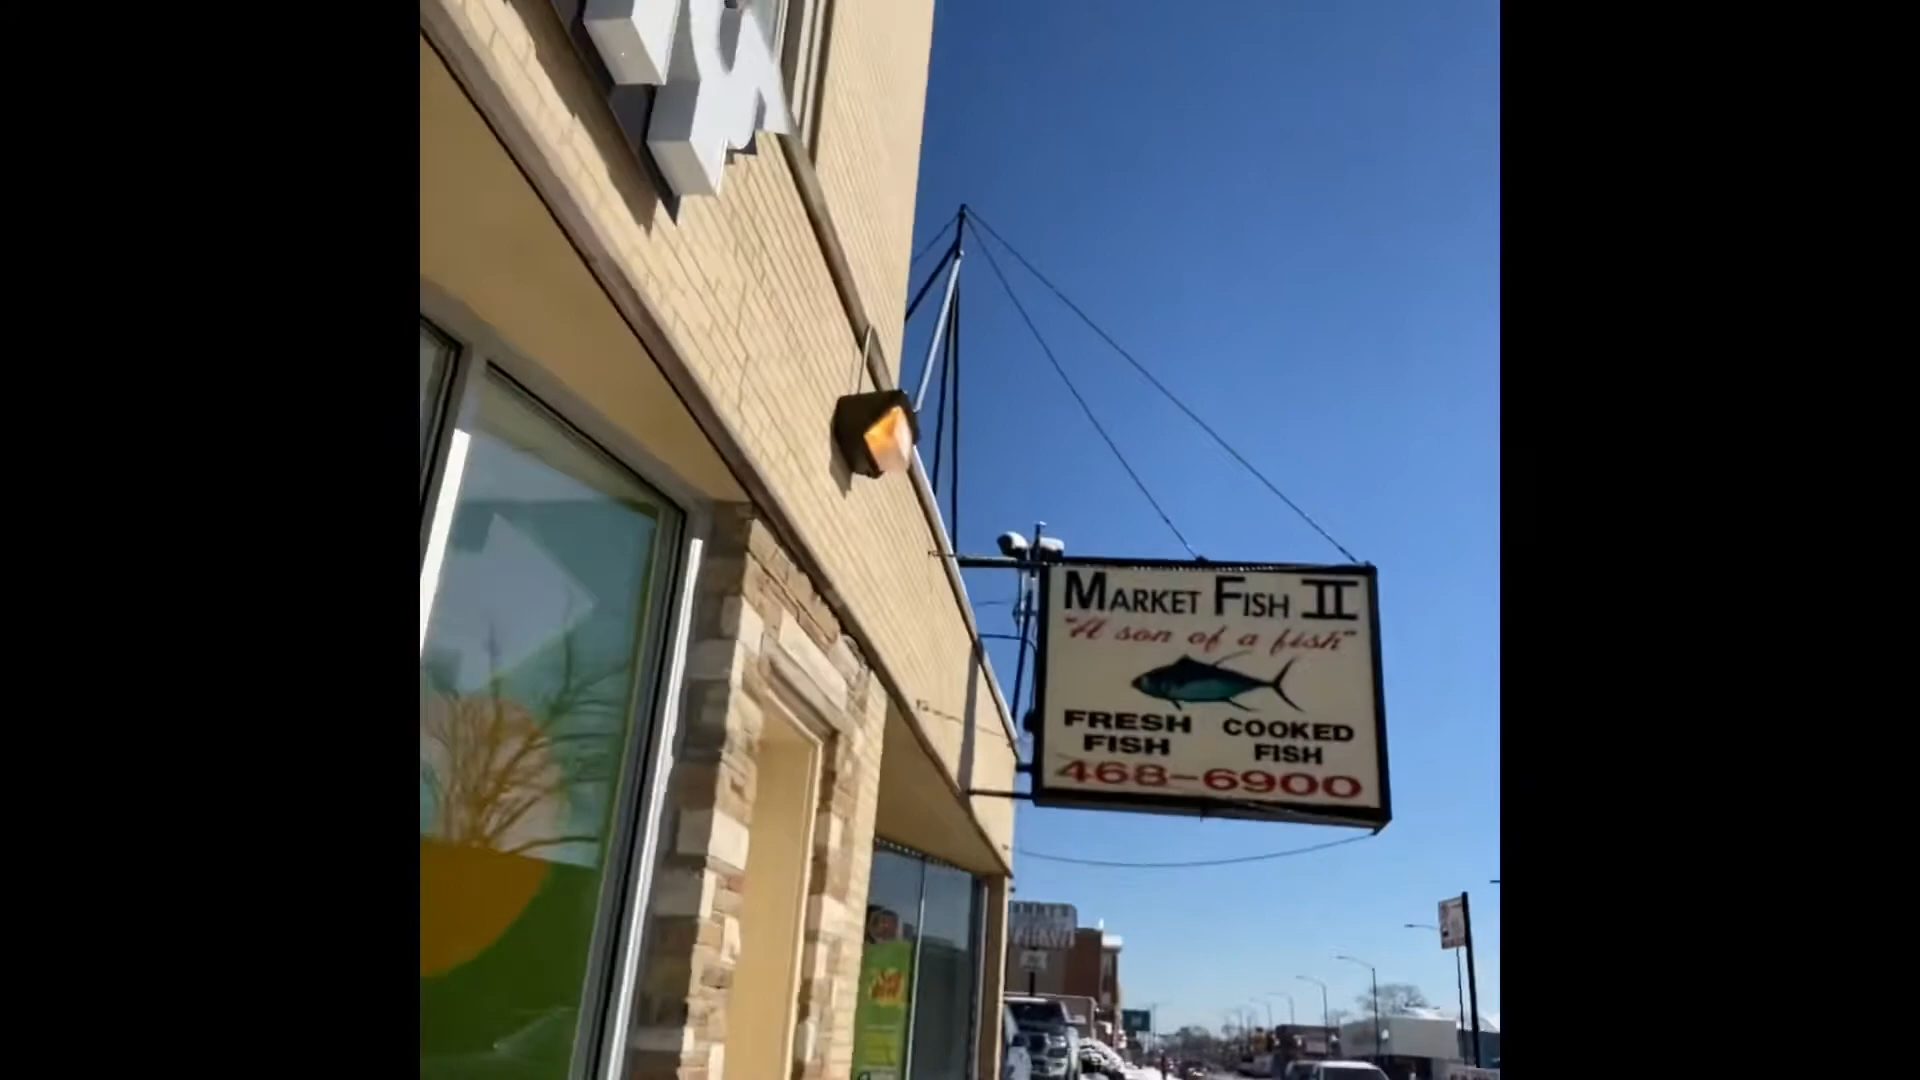 MARKET FISH II
"A son of a fish"
FRESH FISH
COOKED FISH
468-6900